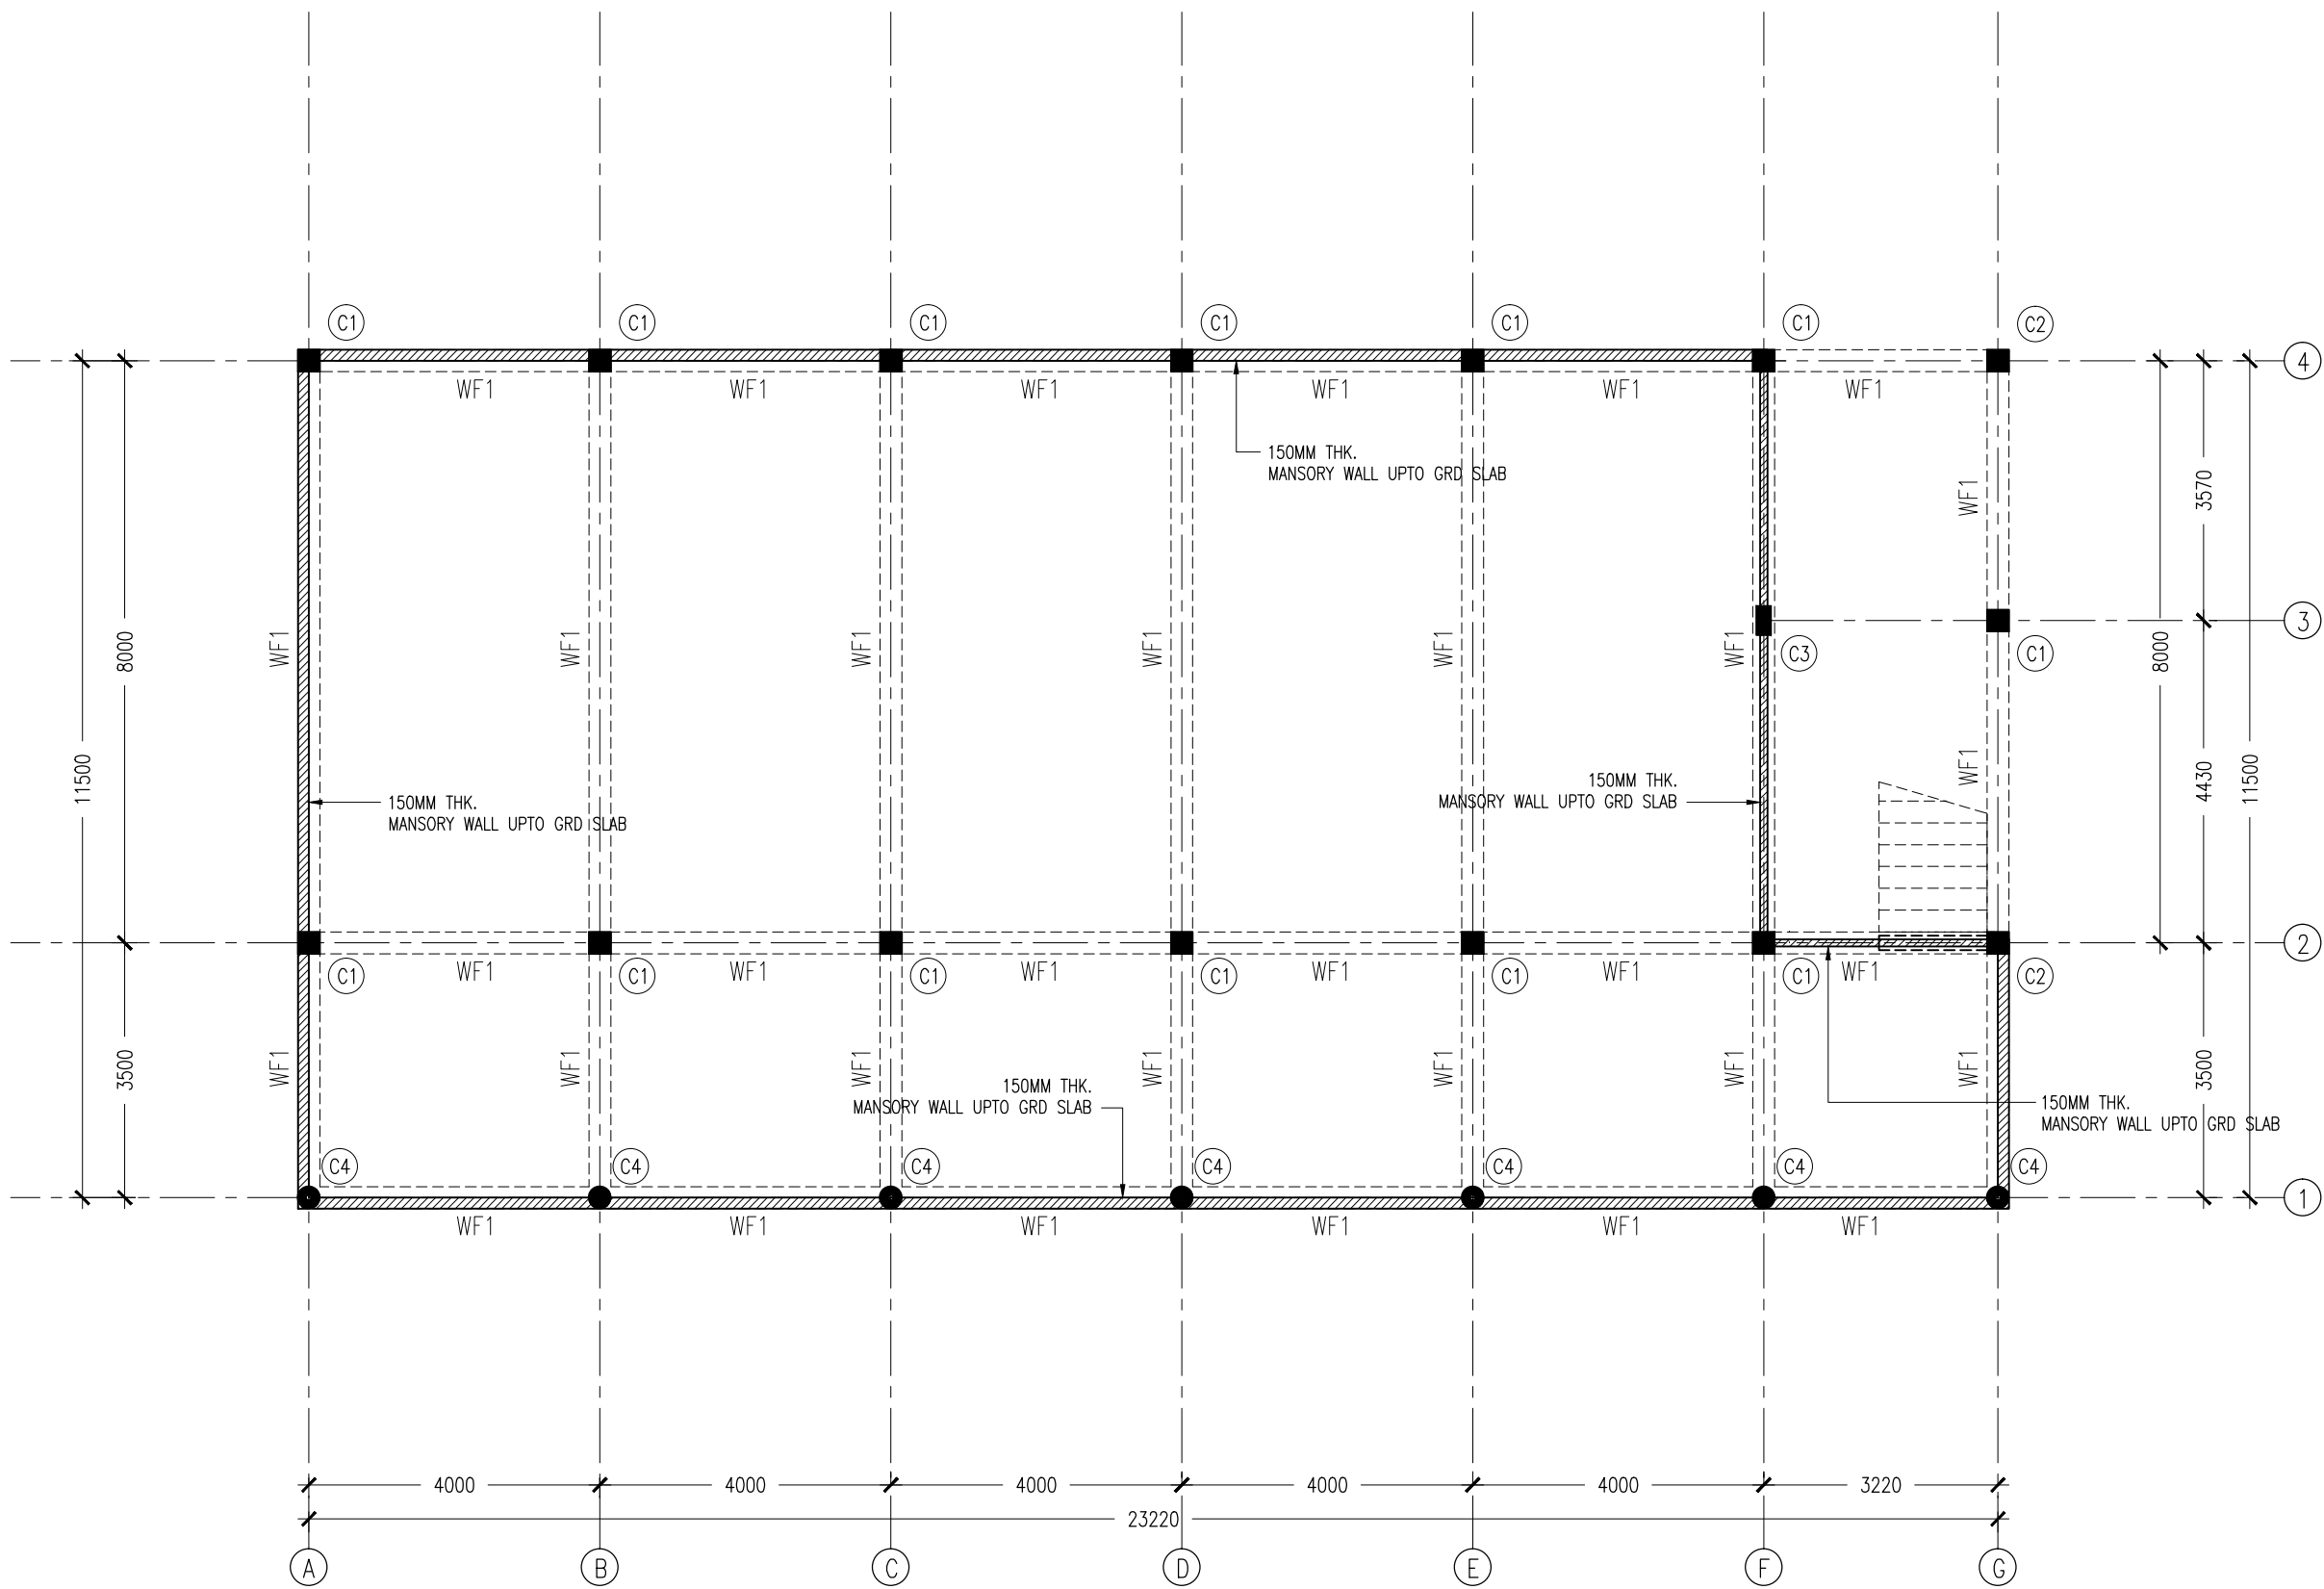 C1 C1 C1 C1 C1 C1 C2
4
WF1 WF1 WF1 WF1 WF1 WF1
150MM THK.
MANSORY WALL UPTO GRD SLAB
WF1
3570
3
8000
WF1 WF1 WF1 WF1 WF1 WF1
C3
C1
8000
11500
WF1
4430
11500
150MM THK.
MANSORY WALL UPTO GRD SLAB
150MM THK.
MANSORY WALL UPTO GRD SLAB
2
C1 C1 C1 C1 C1 C1 C2
WF1 WF1 WF1 WF1 WF1 WF1
3500
WF1 WF1 WF1 WF1 WF1 WF1 WF1
3500
150MM THK.
MANSORY WALL UPTO GRD SLAB
150MM THK.
MANSORY WALL UPTO GRD SLAB
C4 C4 C4 C4 C4 C4 C4
1
WF1 WF1 WF1 WF1 WF1 WF1
4000 4000 4000 4000 4000 3220
23220
A B C D E F G